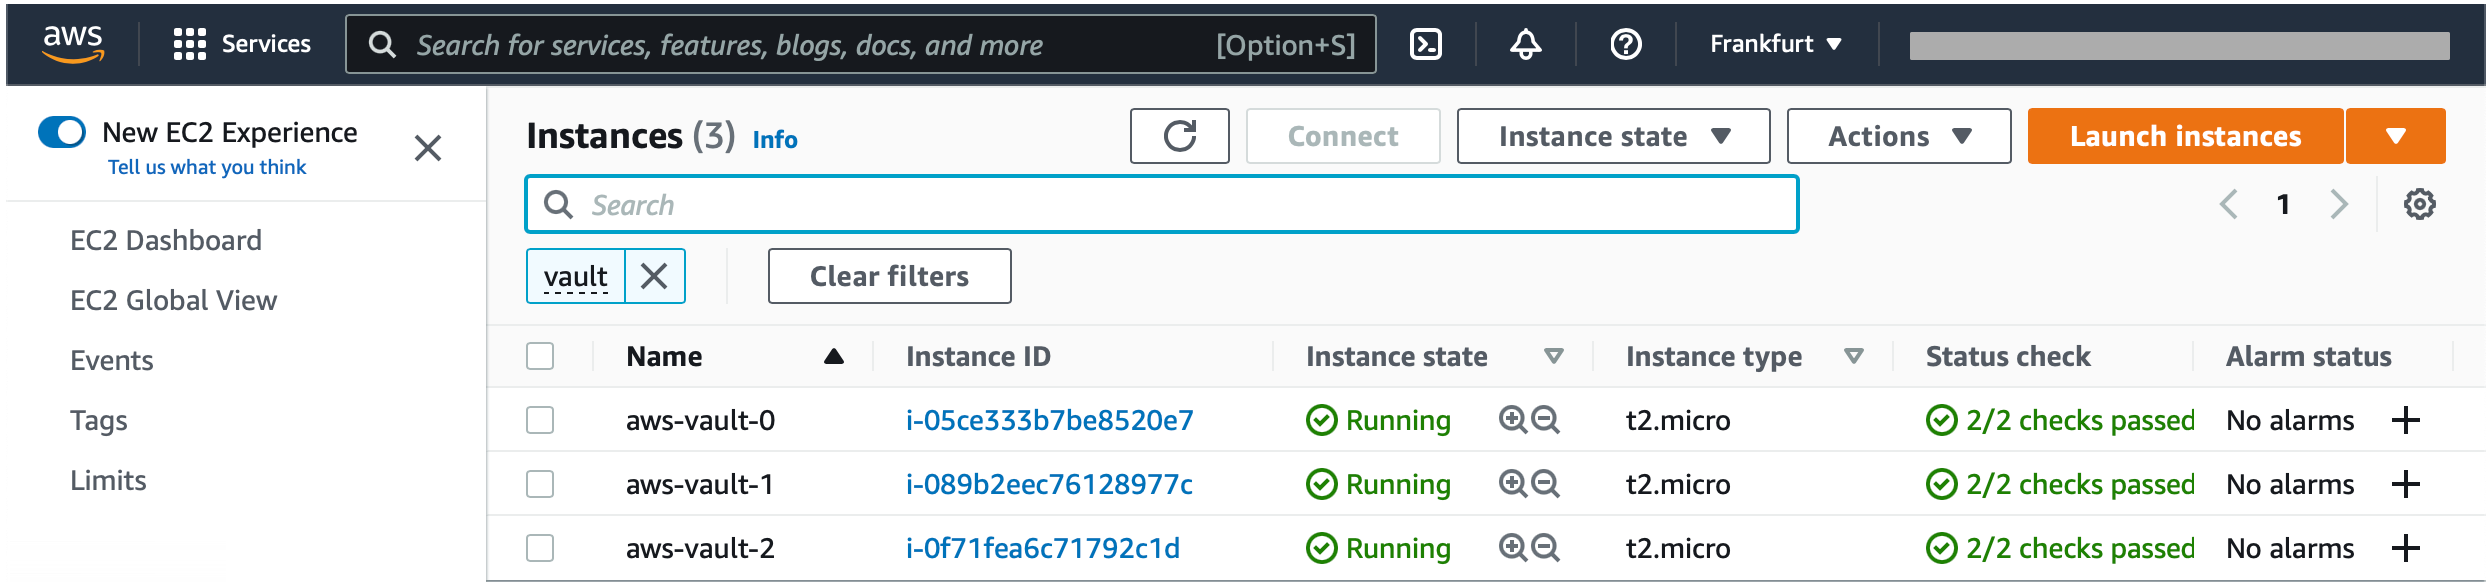 aws Services Search for services, features, blogs, docs, and more [Option+S] Frankfurt
New EC2 Experience
Tell us what you think
EC2 Dashboard
EC2 Global View
Events
Tags
Limits
Instances (3) Info Connect Instance state Actions Launch instances
Search 1
vault Clear filters
Name Instance ID Instance state Instance type Status check Alarm status
aws-vault-0 i-05ce333b7be8520e7 Running t2.micro 2/2 checks passed No alarms
aws-vault-1 i-089b2eec76128977c Running t2.micro 2/2 checks passed No alarms
aws-vault-2 i-0f71fea6c71792c1d Running t2.micro 2/2 checks passed No alarms